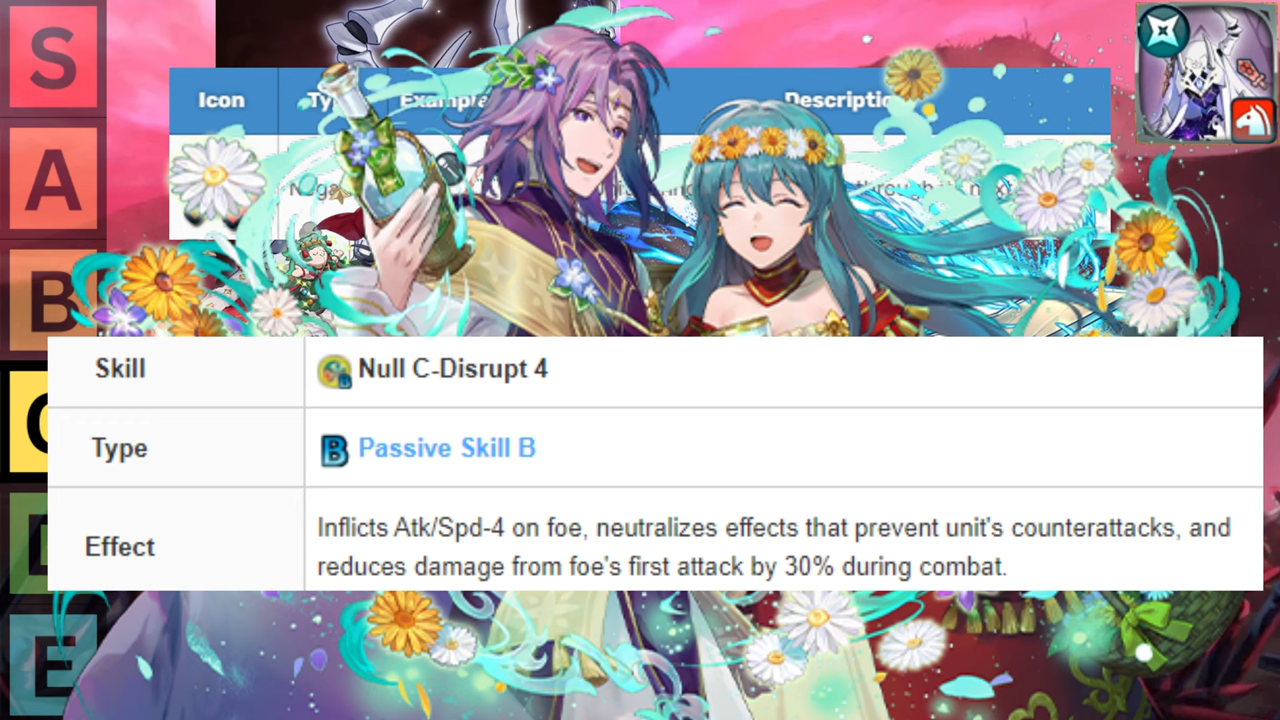 S
A
B
E
Icon
Description
Skill
Null C-Disrupt 4
Type
B Passive Skill B
Effect
Inflicts Atk/Spd-4 on foe, neutralizes effects that prevent unit's counterattacks, and
reduces damage from foe's first attack by 30% during combat.